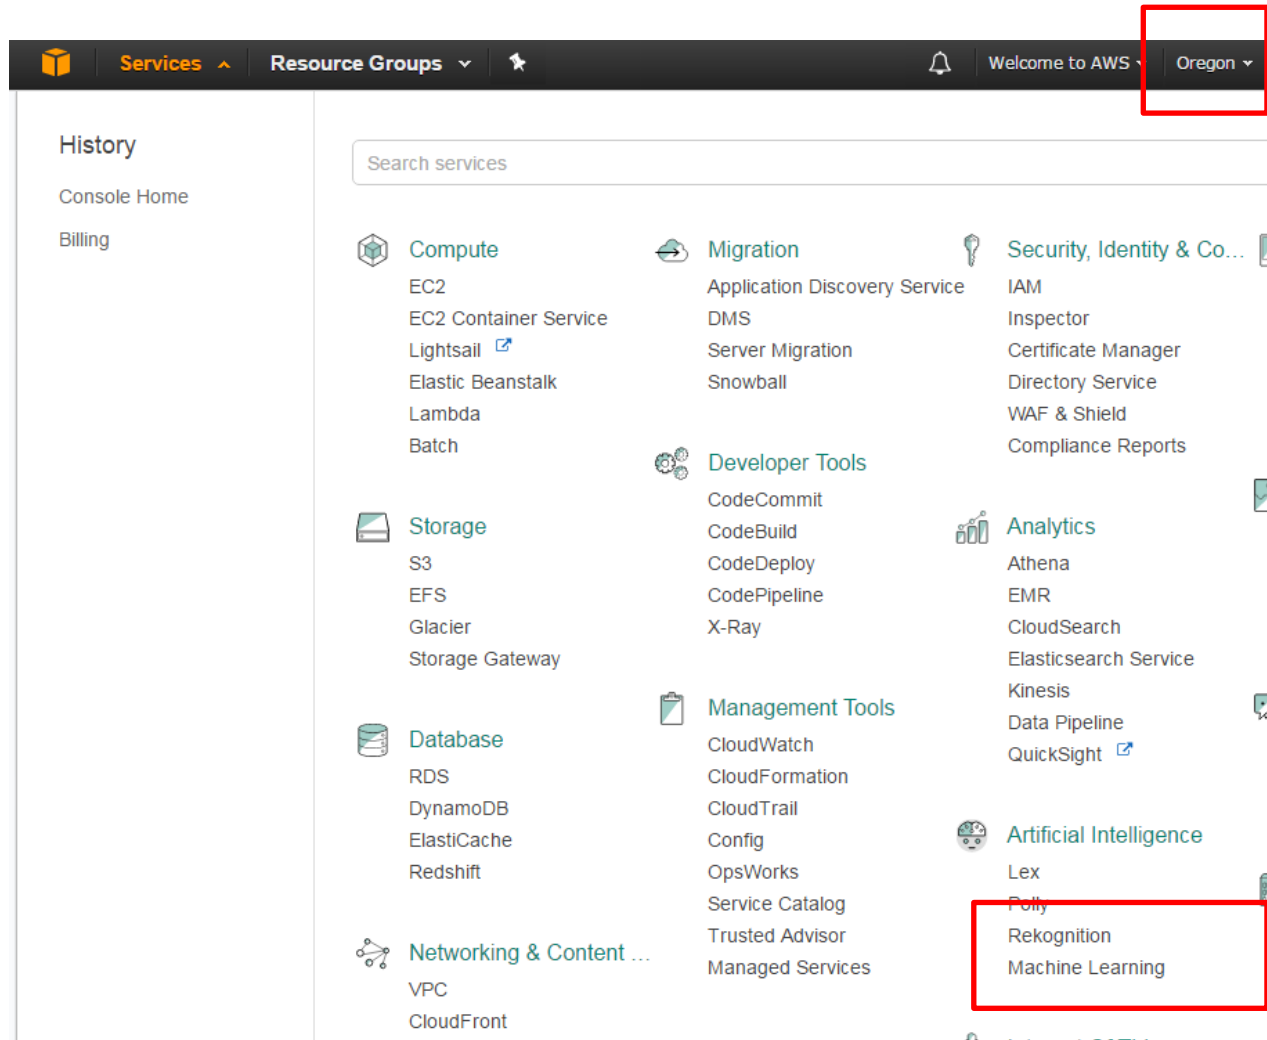 Services
Resource Groups
Welcome to AWS
Oregon
History
Console Home
Billing
Search services
Compute
EC2
EC2 Container Service
Lightsail
Elastic Beanstalk
Lambda
Batch
Storage
S3
EFS
Glacier
Storage Gateway
Database
RDS
DynamoDB
ElastiCache
Redshift
Networking & Content ...
VPC
CloudFront
Migration
Application Discovery Service
DMS
Server Migration
Snowball
Developer Tools
CodeCommit
CodeBuild
CodeDeploy
CodePipeline
X-Ray
Management Tools
CloudWatch
CloudFormation
CloudTrail
Config
OpsWorks
Service Catalog
Trusted Advisor
Managed Services
Security, Identity & Co...
IAM
Inspector
Certificate Manager
Directory Service
WAF & Shield
Compliance Reports
Analytics
Athena
EMR
CloudSearch
Elasticsearch Service
Kinesis
Data Pipeline
QuickSight
Artificial Intelligence
Lex
Polly
Rekognition
Machine Learning